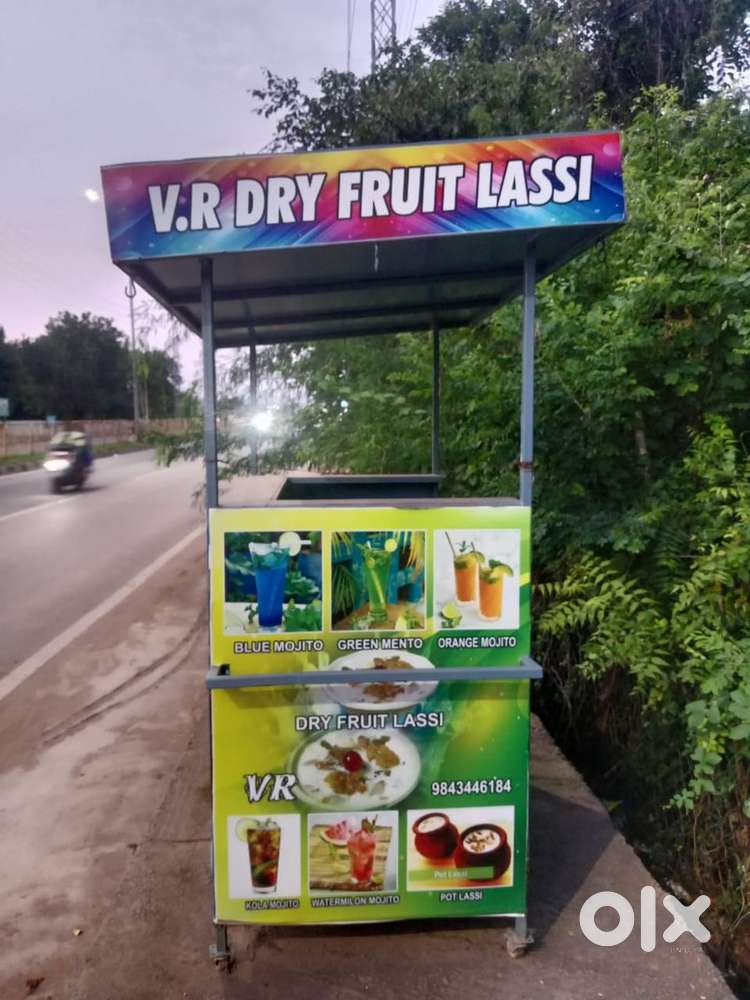 V.R DRY FRUIT LASSI
BLUE MOJITO
GREEN MENTO
ORANGE MOJITO
DRY FRUIT LASSI
VR
9843446184
Pot Lassi
KOLA MOJITO
WATERMILON MOJITO
POT LASSI
olx